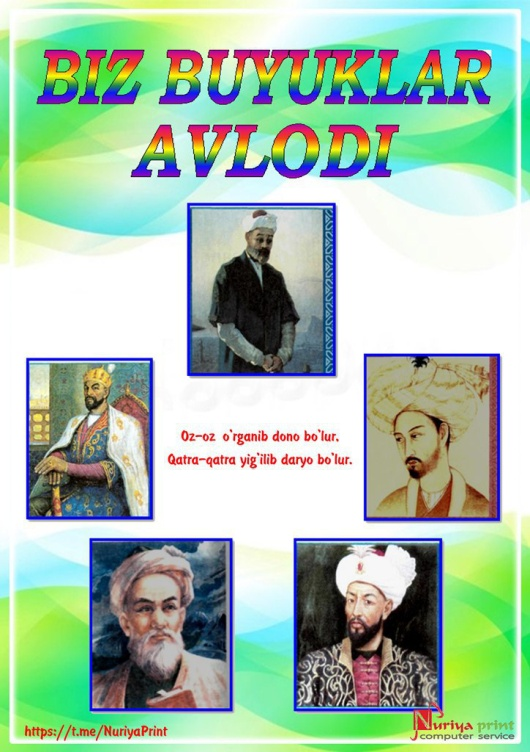 BIZ BUYUKLAR
AVLODI
Oz-oz o'rganib dono bo'lur,
Qatra-qatra yig'ilib daryo bo'lur.
https://t.me/NuriyaPrint
Nuriya print
computer service